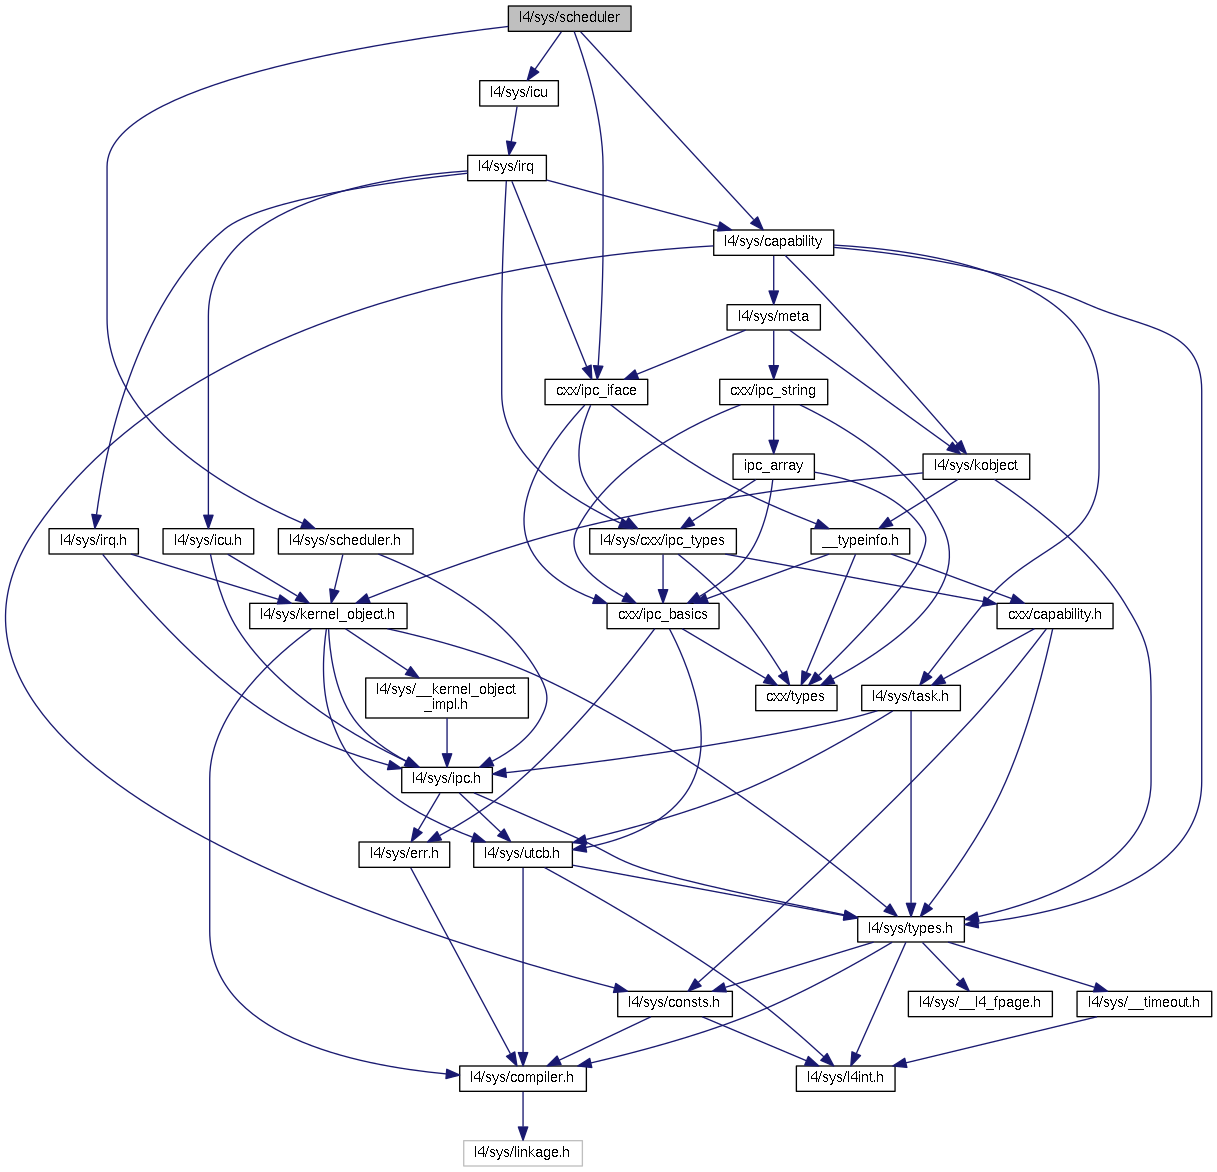 l4/sys/scheduler
l4/sys/icu
l4/sys/irq
l4/sys/capability
l4/sys/meta
cxx/ipc_iface
cxx/ipc_string
ipc_array
l4/sys/kobject
l4/sys/irq.h
l4/sys/icu.h
l4/sys/scheduler.h
l4/sys/cxx/ipc_types
__typeinfo.h
l4/sys/kernel_object.h
cxx/ipc_basics
cxx/capability.h
l4/sys/__kernel_object
_impl.h
cxx/types
l4/sys/task.h
l4/sys/ipc.h
l4/sys/err.h
l4/sys/utcb.h
l4/sys/types.h
l4/sys/consts.h
l4/sys/__l4_fpage.h
l4/sys/__timeout.h
l4/sys/compiler.h
l4/sys/l4int.h
l4/sys/linkage.h